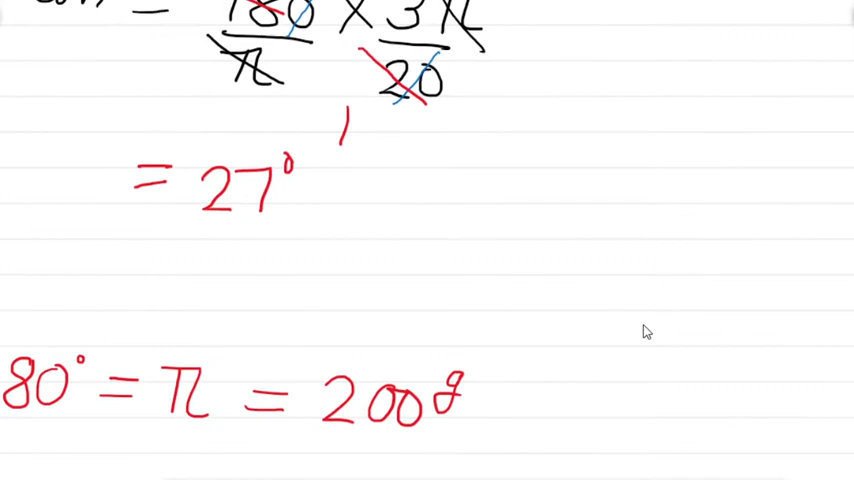 = 180/π × 3π/20
1
= 27°
80° = π = 200g